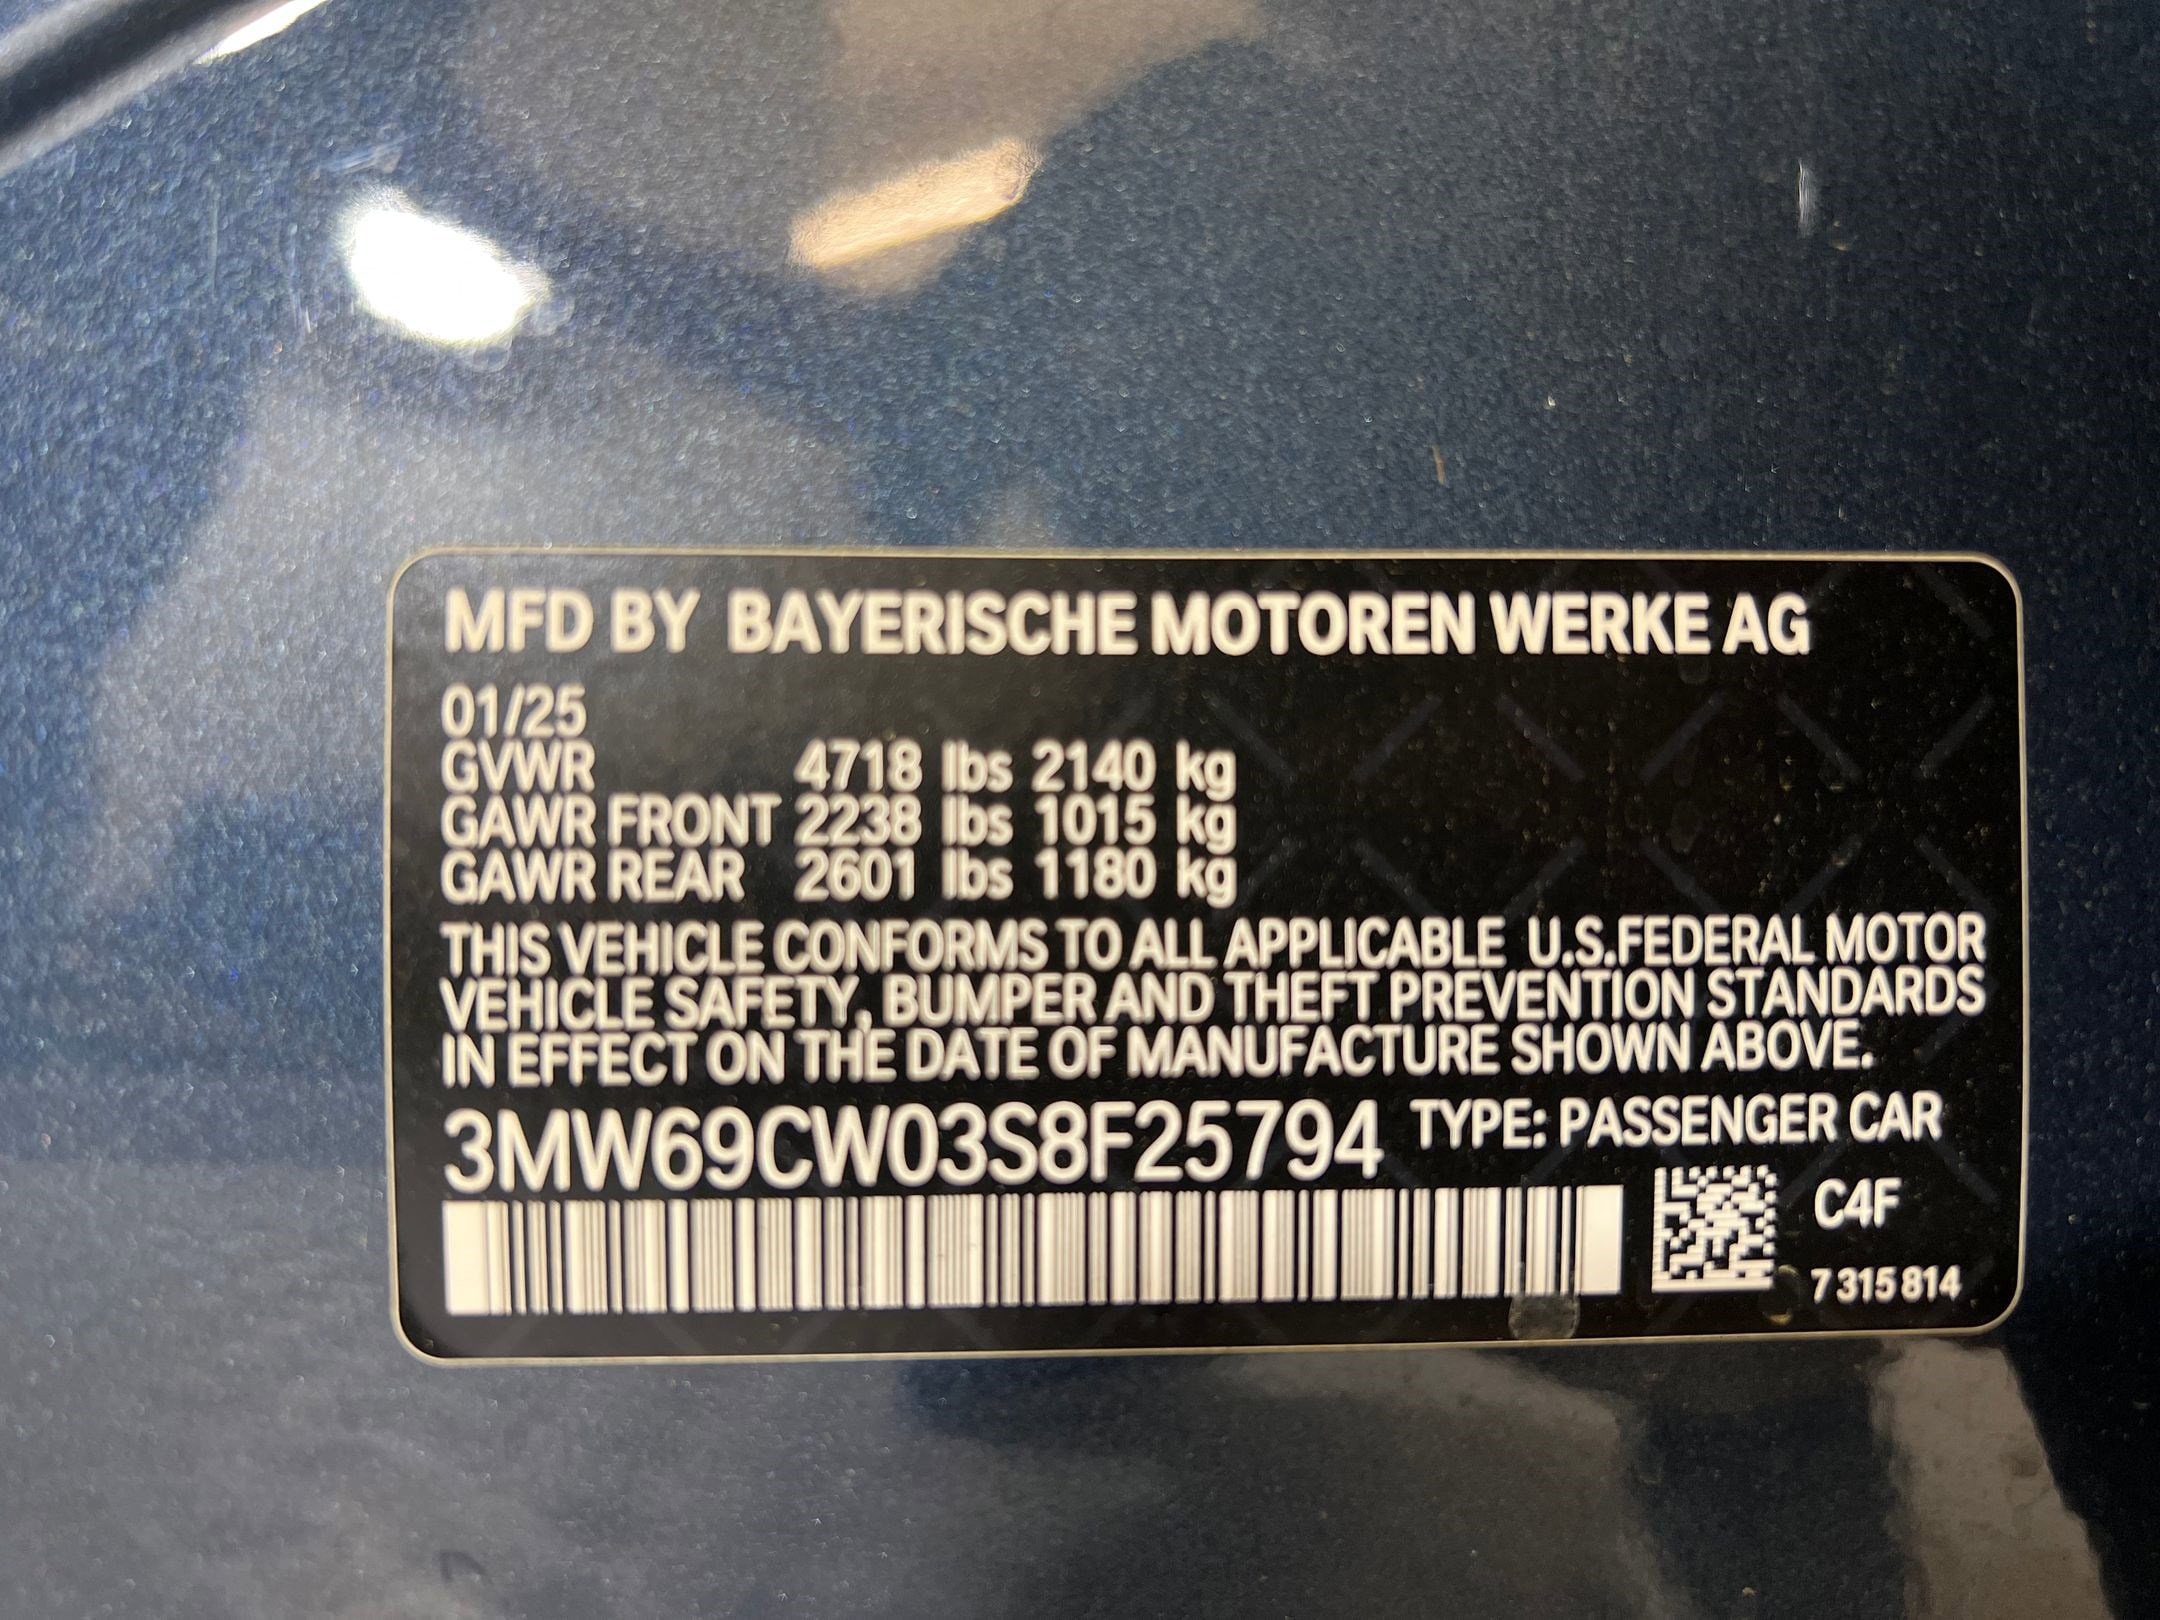 MFD BY BAYERISCHE MOTOREN WERKE AG
01/25
GVWR 4718 lbs 2140 kg
GAWR FRONT 2238 lbs 1015 kg
GAWR REAR 2601 lbs 1180 kg
THIS VEHICLE CONFORMS TO ALL APPLICABLE U.S.FEDERAL MOTOR
VEHICLE SAFETY, BUMPER AND THEFT PREVENTION STANDARDS
IN EFFECT ON THE DATE OF MANUFACTURE SHOWN ABOVE.
3MW69CW03S8F25794 TYPE: PASSENGER CAR
C4F
7 315 814